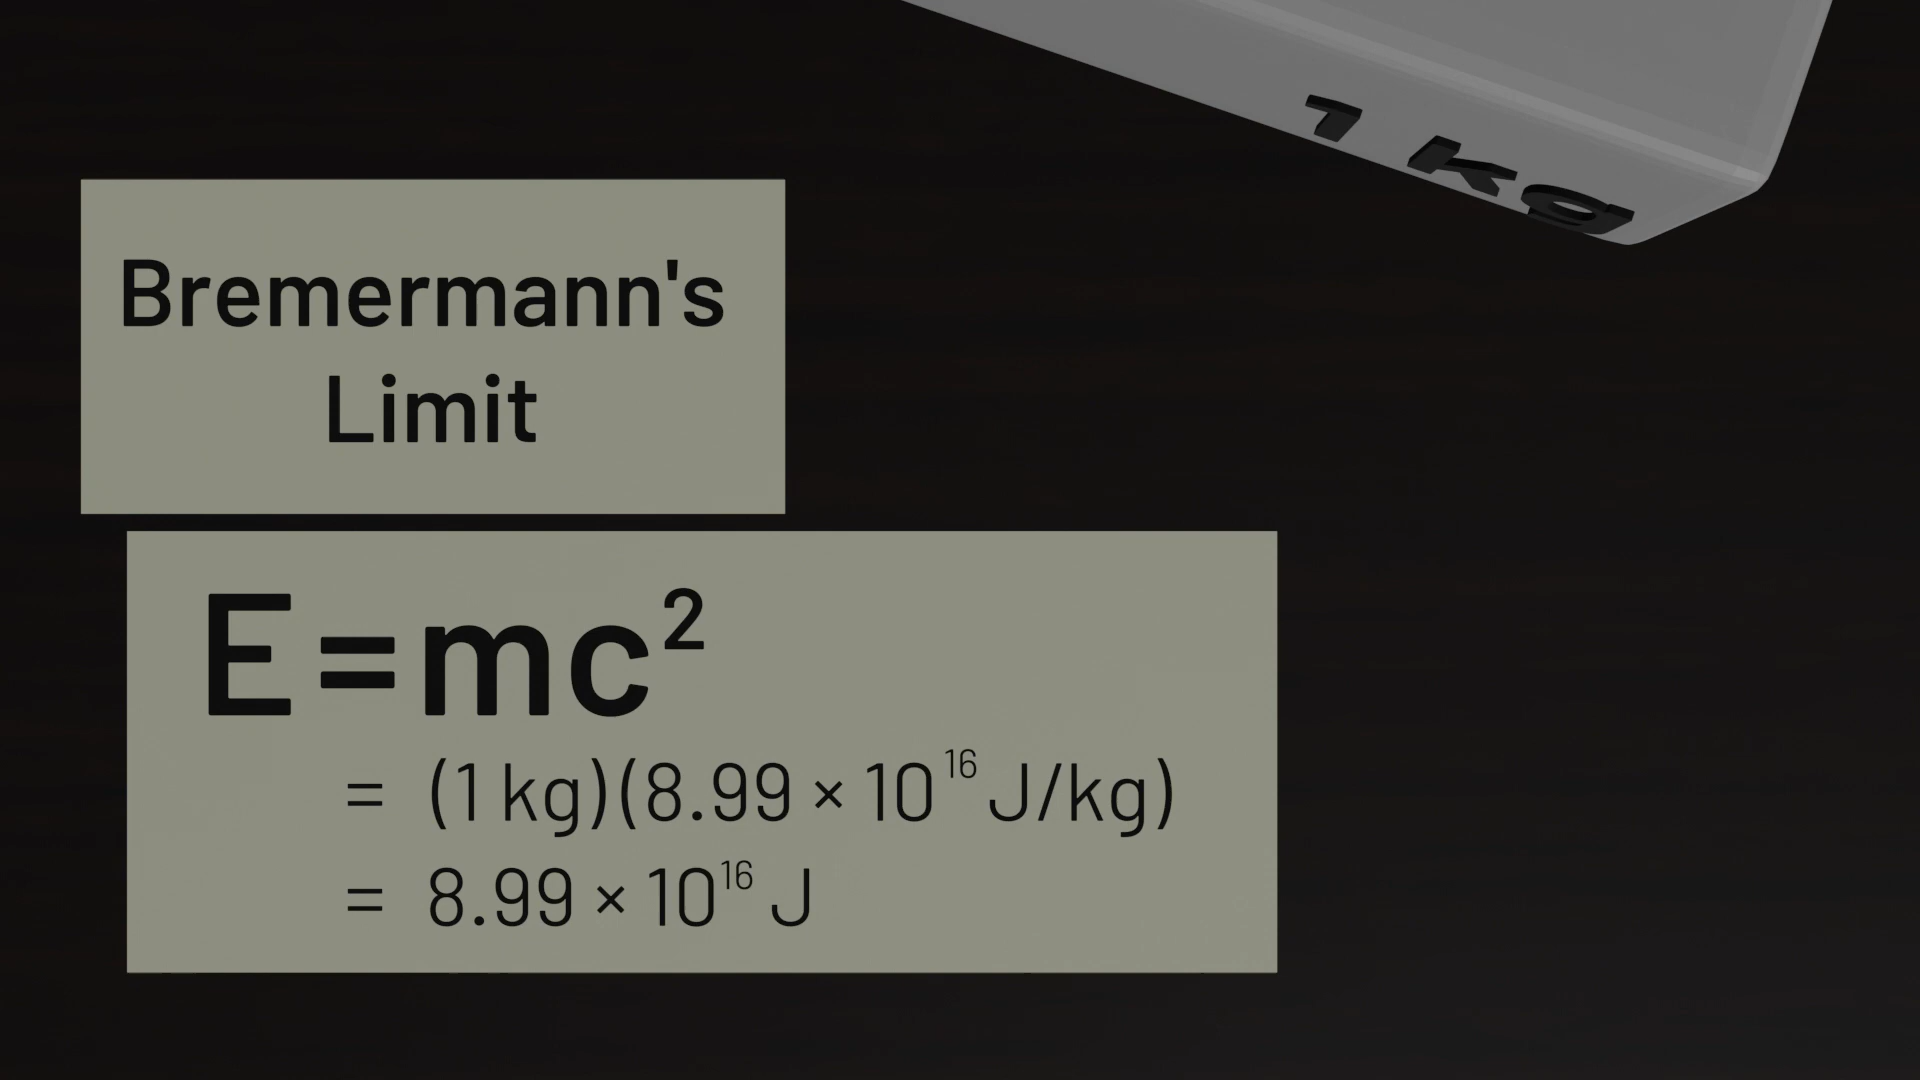 1 kg
Bremermann's
Limit
E=mc²
= (1 kg)(8.99 × 10¹⁶ J/kg)
= 8.99 × 10¹⁶ J